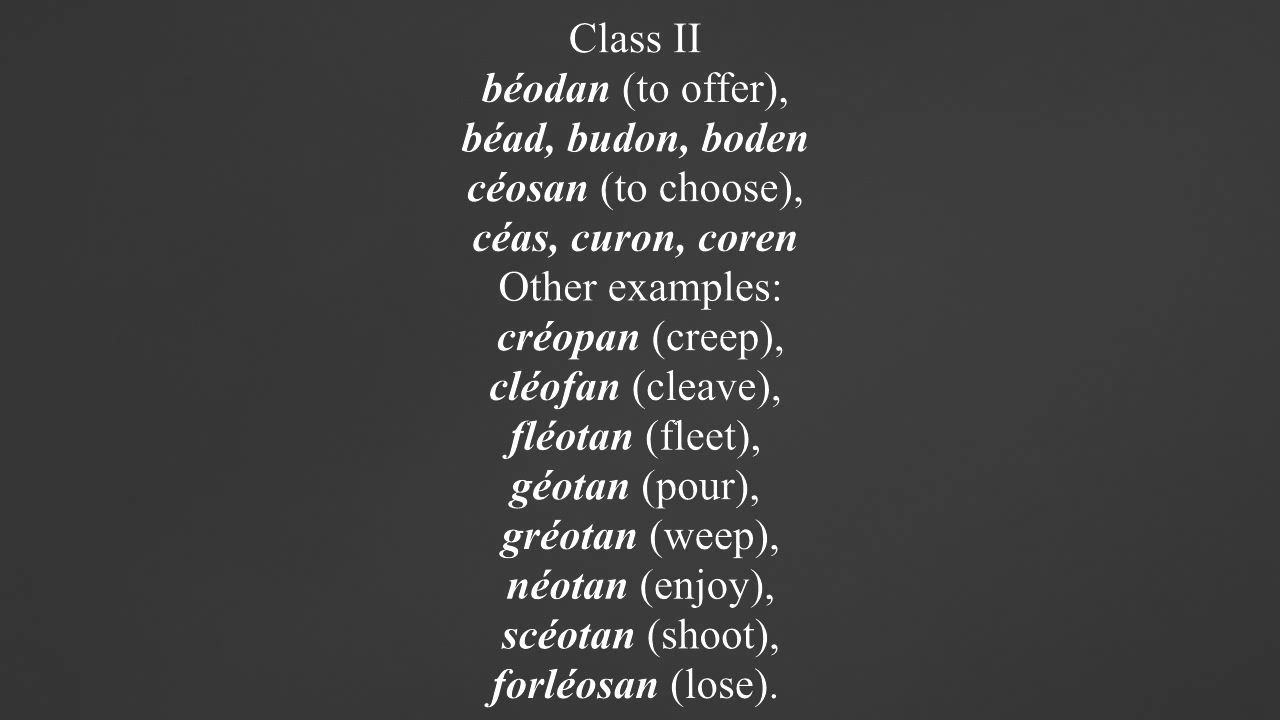 Class II
béodan (to offer),
béad, budon, boden
céosan (to choose),
céas, curon, coren
Other examples:
créopan (creep),
cléofan (cleave),
fléotan (fleet),
géotan (pour),
gréotan (weep),
néotan (enjoy),
scéotan (shoot),
forléosan (lose).